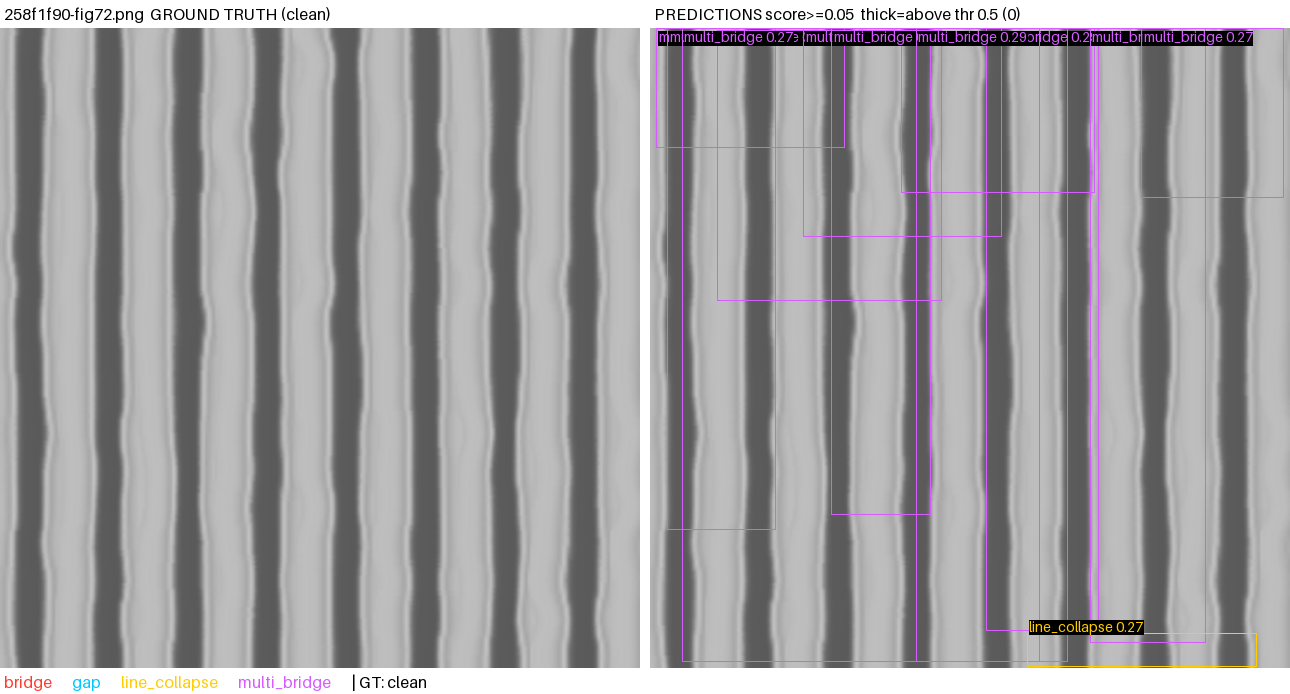 258f1f90-fig72.png  GROUND TRUTH (clean)
PREDICTIONS score>=0.05  thick=above thr 0.5 (0)
multi_bridge 0.27
multi_bridge
multi_bridge 0.29
multi_bridge 0.27
line_collapse 0.27
bridge gap line_collapse multi_bridge | GT: clean